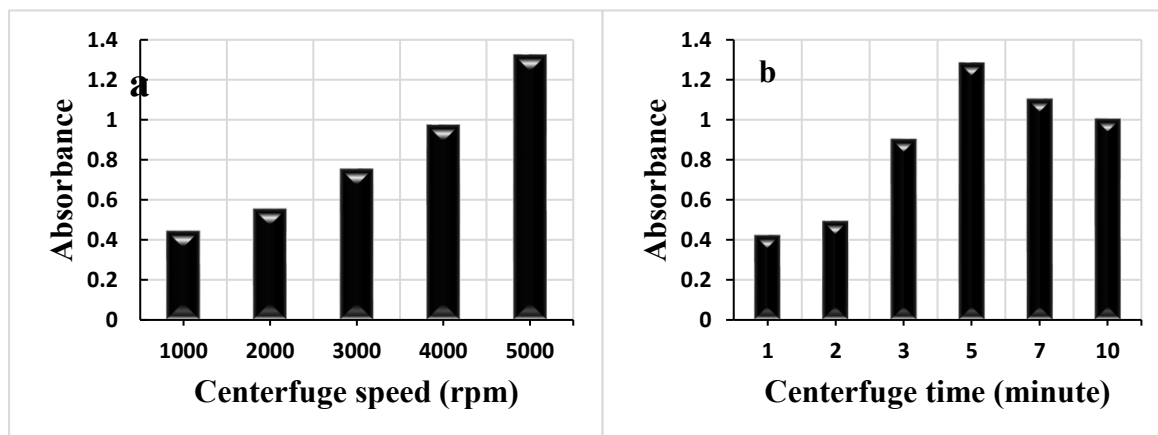 a
Absorbance
1.4
1.2
1
0.8
0.6
0.4
0.2
0
1000 2000 3000 4000 5000
Centerfuge speed (rpm)
b
Absorbance
1.4
1.2
1
0.8
0.6
0.4
0.2
0
1 2 3 5 7 10
Centerfuge time (minute)